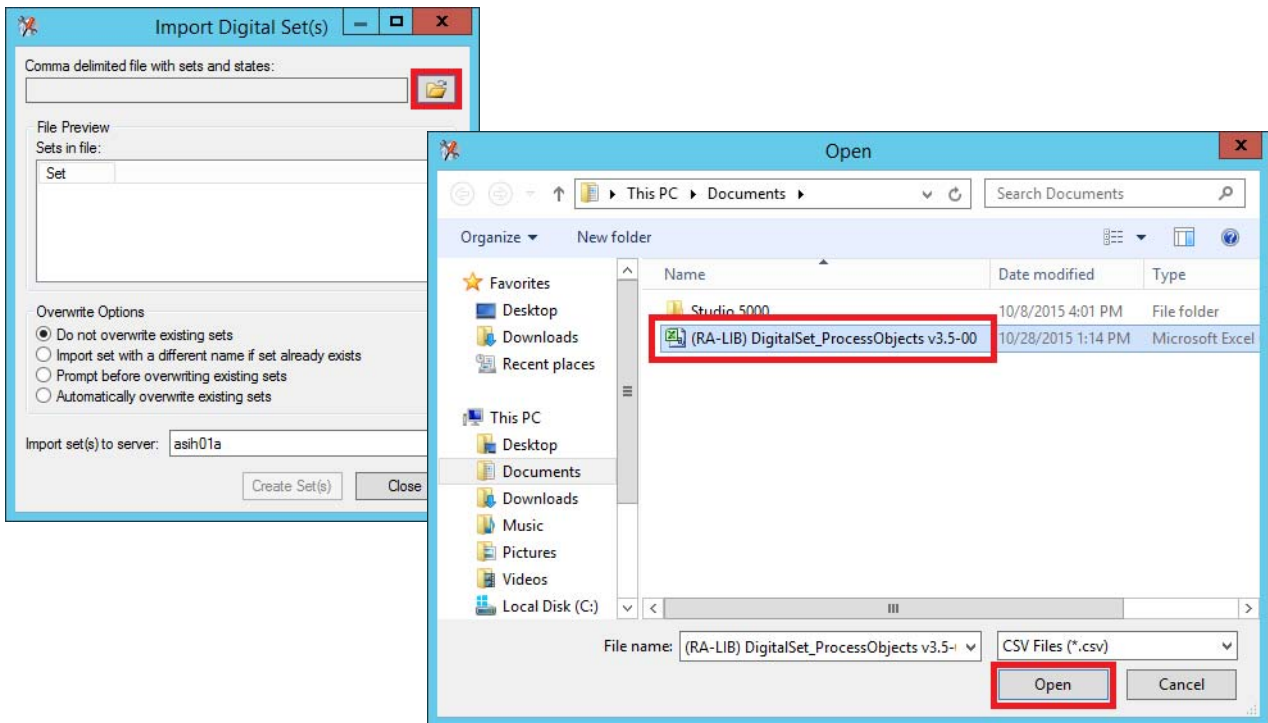 Import Digital Set(s)
Comma delimited file with sets and states:
File Preview
Sets in file:
Set
Overwrite Options
Do not overwrite existing sets
Import set with a different name if set already exists
Prompt before overwriting existing sets
Automatically overwrite existing sets
Import set(s) to server: asih01a
Create Set(s) Close
Open
This PC Documents Search Documents
Organize New folder
Name Date modified Type
Favorites
Desktop
Downloads
Recent places
This PC
Desktop
Documents
Downloads
Music
Pictures
Videos
Local Disk (C:)
Studio 5000 10/8/2015 4:01 PM File folder
(RA-LIB) DigitalSet_ProcessObjects v3.5-00 10/28/2015 1:14 PM Microsoft Excel
File name: (RA-LIB) DigitalSet_ProcessObjects v3.5- CSV Files (*.csv)
Open Cancel